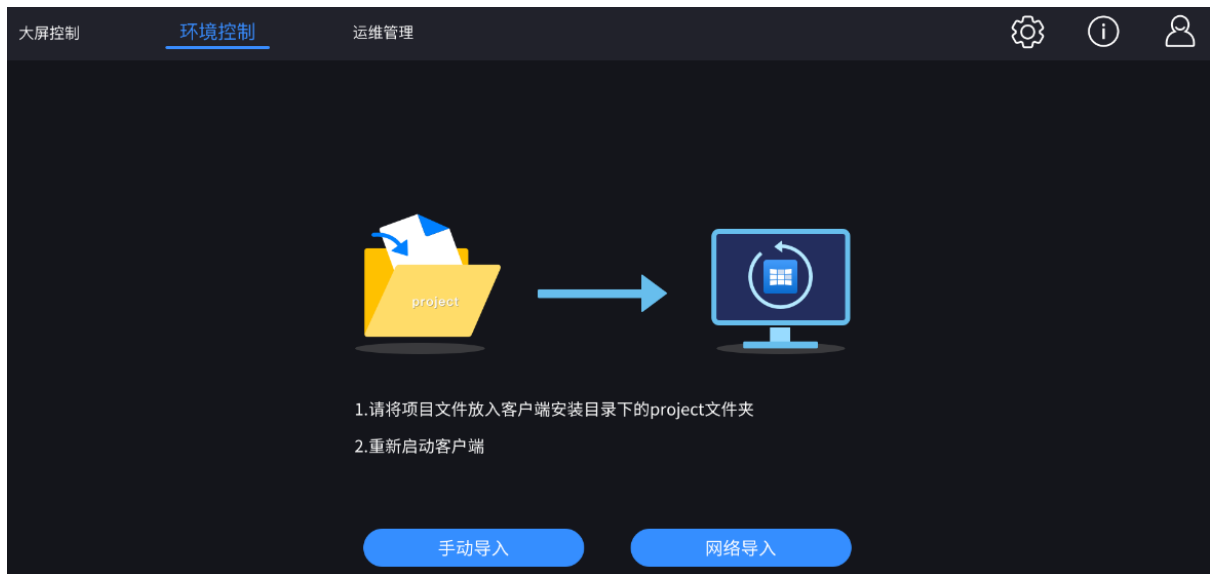 大屏控制 环境控制 运维管理
project
1.请将项目文件放入客户端安装目录下的project文件夹
2.重新启动客户端
手动导入 网络导入